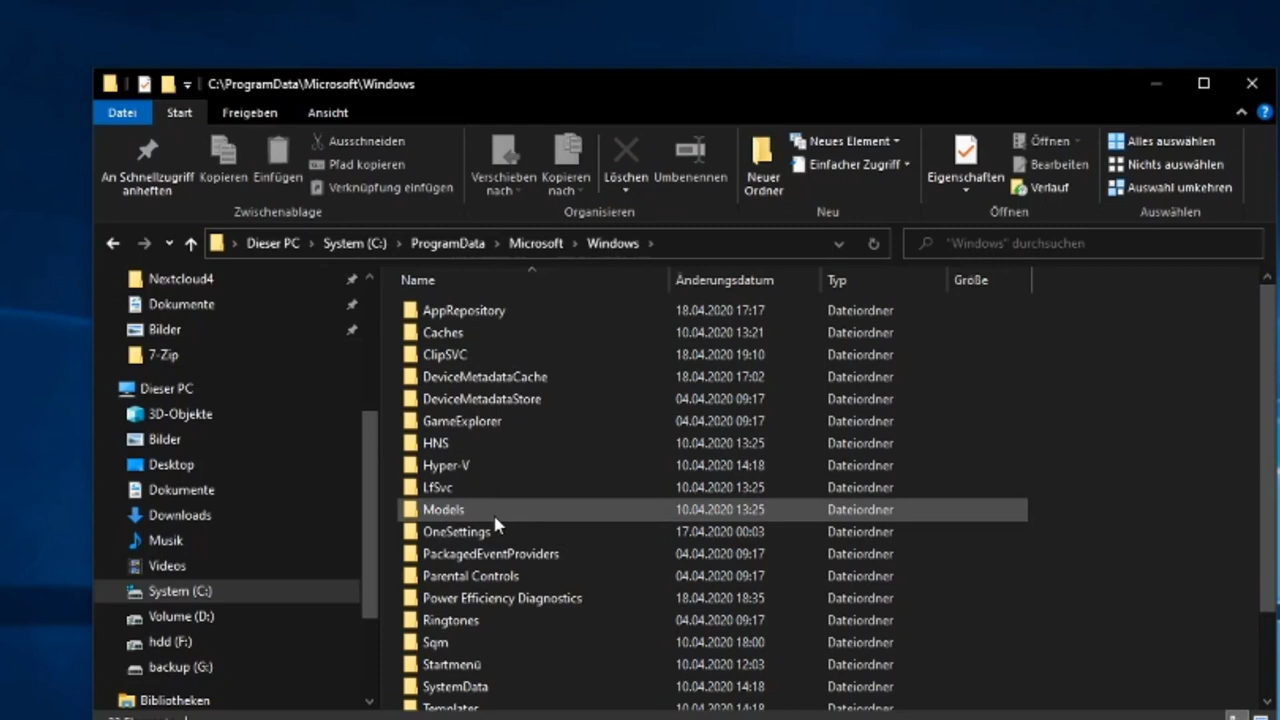 C:\ProgramData\Microsoft\Windows
Datei Start Freigeben Ansicht
An Schnellzugriff anheften
Kopieren
Einfügen
Ausschneiden
Pfad kopieren
Verknüpfung einfügen
Zwischenablage
Verschieben nach
Kopieren nach
Löschen
Umbenennen
Organisieren
Neuer Ordner
Neues Element
Einfacher Zugriff
Neu
Eigenschaften
Öffnen
Bearbeiten
Verlauf
Öffnen
Alles auswählen
Nichts auswählen
Auswahl umkehren
Auswählen
Dieser PC > System (C:) > ProgramData > Microsoft > Windows >
"Windows" durchsuchen
Nextcloud4
Dokumente
Bilder
7-Zip
Dieser PC
3D-Objekte
Bilder
Desktop
Dokumente
Downloads
Musik
Videos
System (C:)
Volume (D:)
hdd (F:)
backup (G:)
Bibliotheken
Name Änderungsdatum Typ Größe
AppRepository 18.04.2020 17:17 Dateiordner
Caches 10.04.2020 13:21 Dateiordner
ClipSVC 18.04.2020 19:10 Dateiordner
DeviceMetadataCache 18.04.2020 17:02 Dateiordner
DeviceMetadataStore 04.04.2020 09:17 Dateiordner
GameExplorer 04.04.2020 09:17 Dateiordner
HNS 10.04.2020 13:25 Dateiordner
Hyper-V 10.04.2020 14:18 Dateiordner
LfSvc 10.04.2020 13:25 Dateiordner
Models 10.04.2020 13:25 Dateiordner
OneSettings 17.04.2020 00:03 Dateiordner
PackagedEventProviders 04.04.2020 09:17 Dateiordner
Parental Controls 04.04.2020 09:17 Dateiordner
Power Efficiency Diagnostics 18.04.2020 18:35 Dateiordner
Ringtones 04.04.2020 09:17 Dateiordner
Sqm 10.04.2020 18:00 Dateiordner
Startmenü 10.04.2020 12:03 Dateiordner
SystemData 10.04.2020 14:18 Dateiordner
Templates 10.04.2020 14:18 Dateiordner